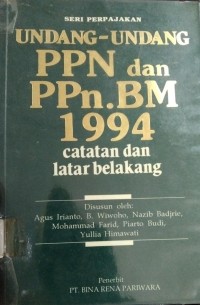 SERI PERPAJAKAN
UNDANG-UNDANG
PPN dan
PPn.BM
1994
catatan dan
latar belakang
Disusun oleh:
Agus Irianto, B. Wiwoho, Nazib Badjrie,
Mohammad Farid, Piarto Budi,
Yullia Himawati
Penerbit:
PT. BINA RENA PARIWARA